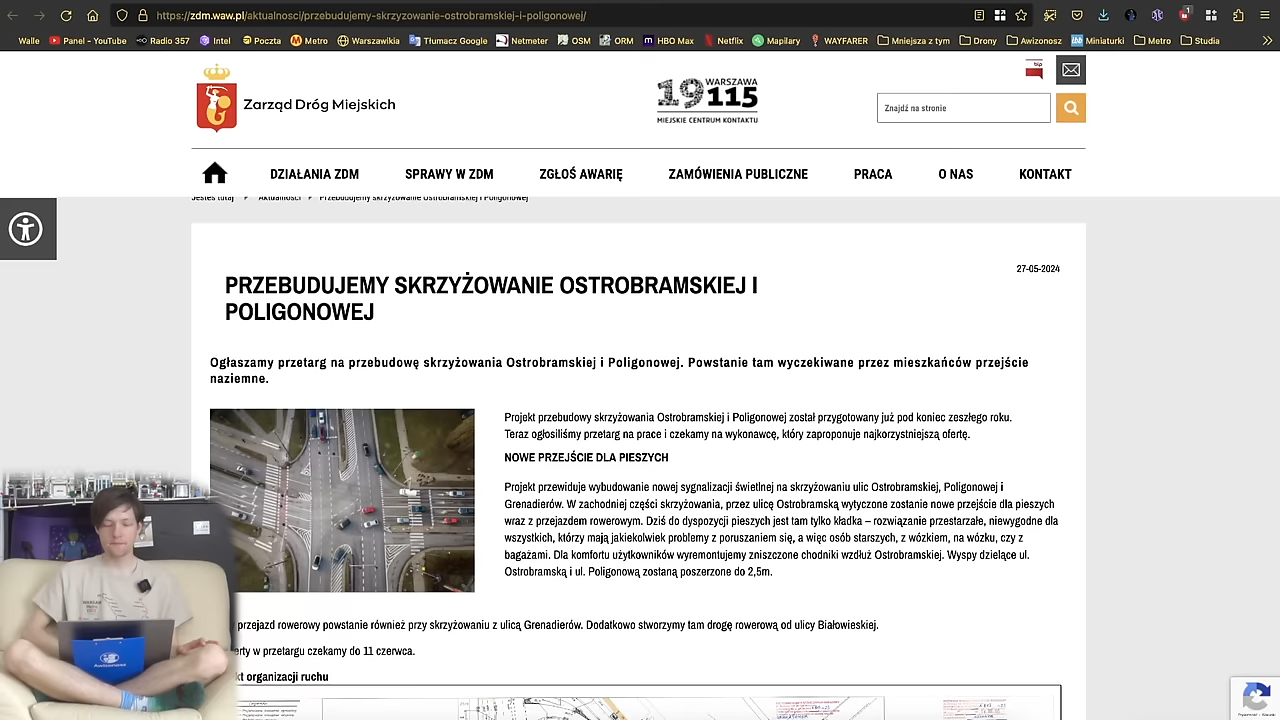 https://zdm.waw.pl/aktualnosci/przebudujemy-skrzyzowanie-ostrobramskiej-i-poligonowej/
Walle Panel - YouTube Radio 357 Intel Poczta Metro Warszawika Tłumacz Google Netmeter OSM ORM HBO Max Netflix Mapilary WAYFARER Mniejsza z tym Drony Awizonosz Miniaturki Metro Studia
bip
Zarząd Dróg Miejskich
19115 WARSZAWA
MIEJSKIE CENTRUM KONTAKTU
Znajdź na stronie
DZIAŁANIA ZDM SPRAWY W ZDM ZGŁOŚ AWARIĘ ZAMÓWIENIA PUBLICZNE PRACA O NAS KONTAKT
Jesteś tutaj Aktualności Przebudujemy skrzyżowanie Ostrobramskiej i Poligonowej
27-05-2024
PRZEBUDUJEMY SKRZYŻOWANIE OSTROBRAMSKIEJ I
POLIGONOWEJ
Ogłaszamy przetarg na przebudowę skrzyżowania Ostrobramskiej i Poligonowej. Powstanie tam wyczekiwane przez mieszkańców przejście
naziemne.
Projekt przebudowy skrzyżowania Ostrobramskiej i Poligonowej został przygotowany już pod koniec zeszłego roku.
Teraz ogłosiliśmy przetarg na prace i czekamy na wykonawcę, który zaproponuje najkorzystniejszą ofertę.
NOWE PRZEJŚCIE DLA PIESZYCH
Projekt przewiduje wybudowanie nowej sygnalizacji świetlnej na skrzyżowaniu ulic Ostrobramskiej, Poligonowej i
Grenadierów. W zachodniej części skrzyżowania, przez ulicę Ostrobramską wytyczone zostanie nowe przejście dla pieszych
wraz z przejazdem rowerowym. Dziś do dyspozycji pieszych jest tam tylko kładka – rozwiązanie przestarzałe, niewygodne dla
wszystkich, którzy mają jakiekolwiek problemy z poruszaniem się, a więc osób starszych, z wózkiem, na wózku, czy z
bagażami. Dla komfortu użytkowników wyremontujemy zniszczone chodniki wzdłuż Ostrobramskiej. Wyspy dzielące ul.
Ostrobramską i ul. Poligonową zostaną poszerzone do 2,5m.
przejazd rowerowy powstanie również przy skrzyżowaniu z ulicą Grenadierów. Dodatkowo stworzymy tam drogę rowerową od ulicy Białowieskiej.
erty w przetargu czekamy do 11 czerwca.
kt organizacji ruchu